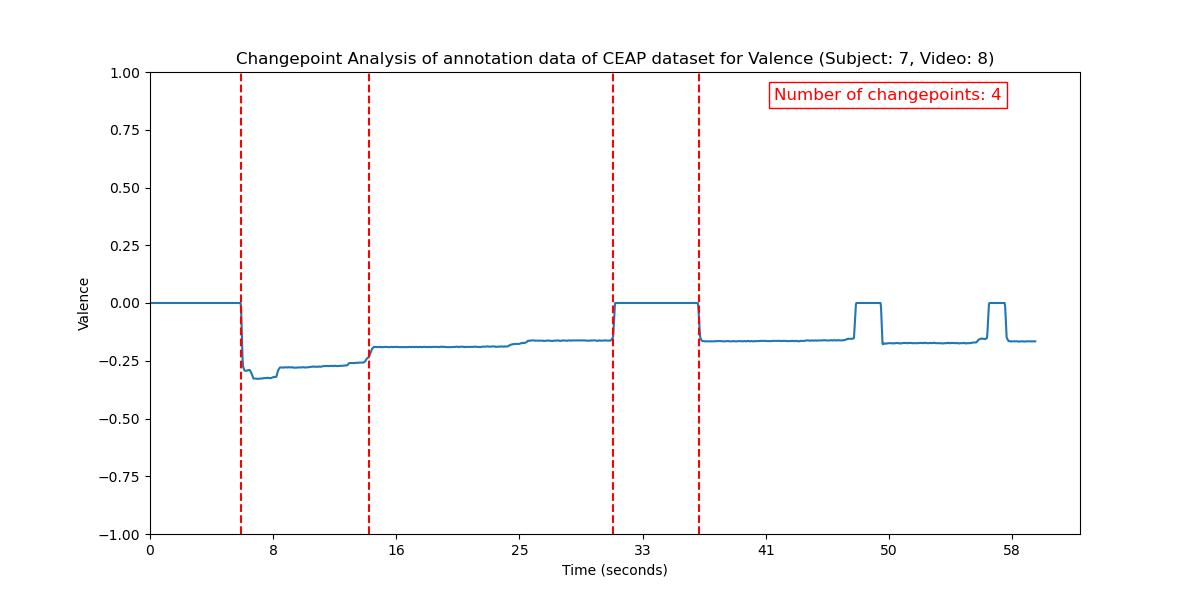 Changepoint Analysis of annotation data of CEAP dataset for Valence (Subject: 7, Video: 8)
Number of changepoints: 4
1.00
0.75
0.50
0.25
0.00
−0.25
−0.50
−0.75
−1.00
Valence
0 8 16 25 33 41 50 58
Time (seconds)